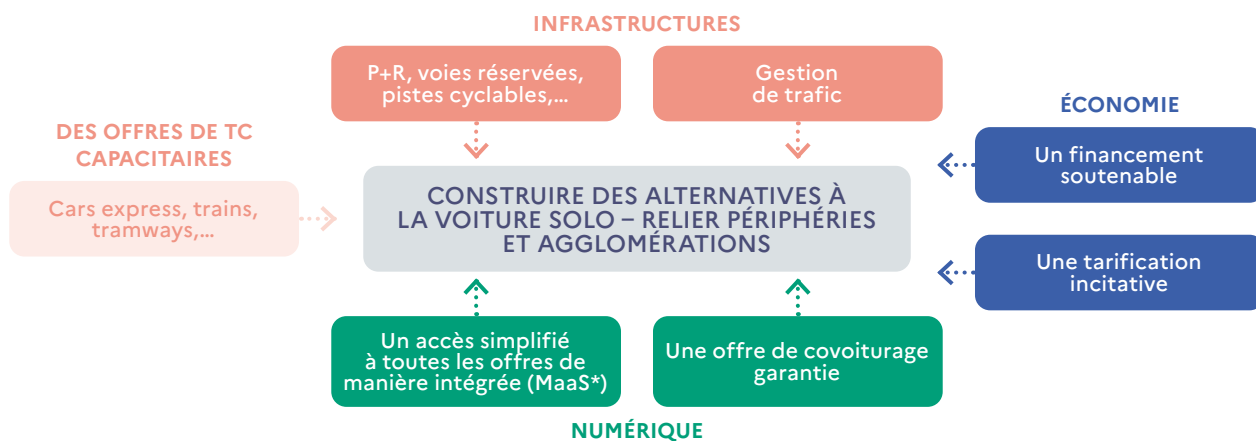 INFRASTRUCTURES
P+R, voies réservées,
pistes cyclables,...
Gestion
de trafic
DES OFFRES DE TC
CAPACITAIRES
Cars express, trains,
tramways,...
CONSTRUIRE DES ALTERNATIVES À
LA VOITURE SOLO – RELIER PÉRIPHÉRIES
ET AGGLOMÉRATIONS
ÉCONOMIE
Un financement
soutenable
Une tarification
incitative
Un accès simplifié
à toutes les offres de
manière intégrée (MaaS*)
Une offre de covoiturage
garantie
NUMÉRIQUE